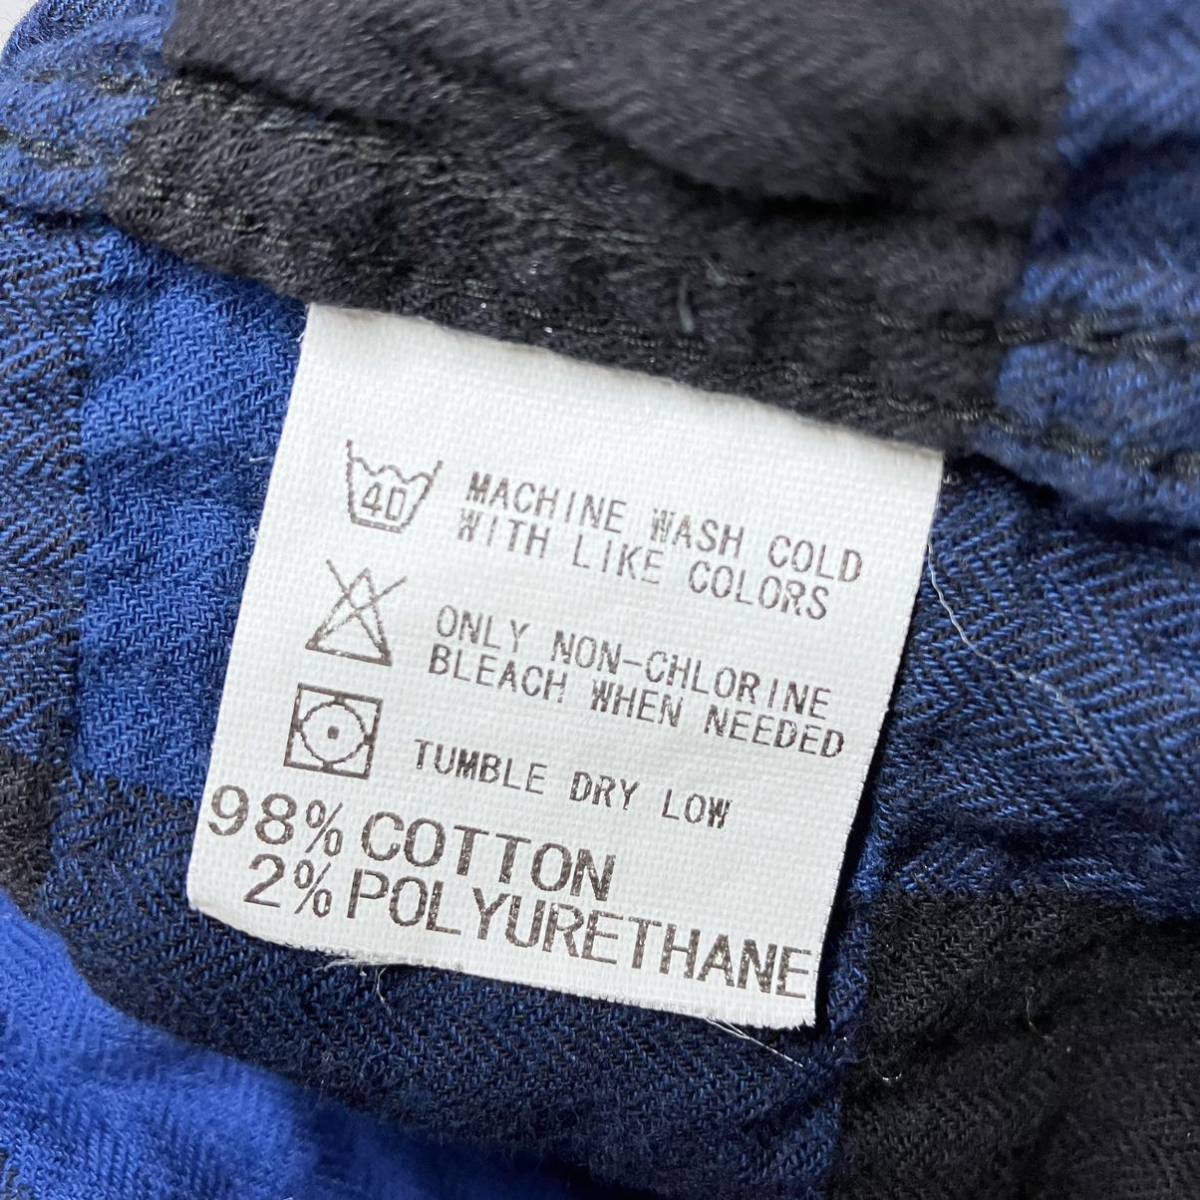 40
MACHINE WASH COLD
WITH LIKE COLORS
ONLY NON-CHLORINE
BLEACH WHEN NEEDED
TUMBLE DRY LOW
98% COTTON
2% POLYURETHANE